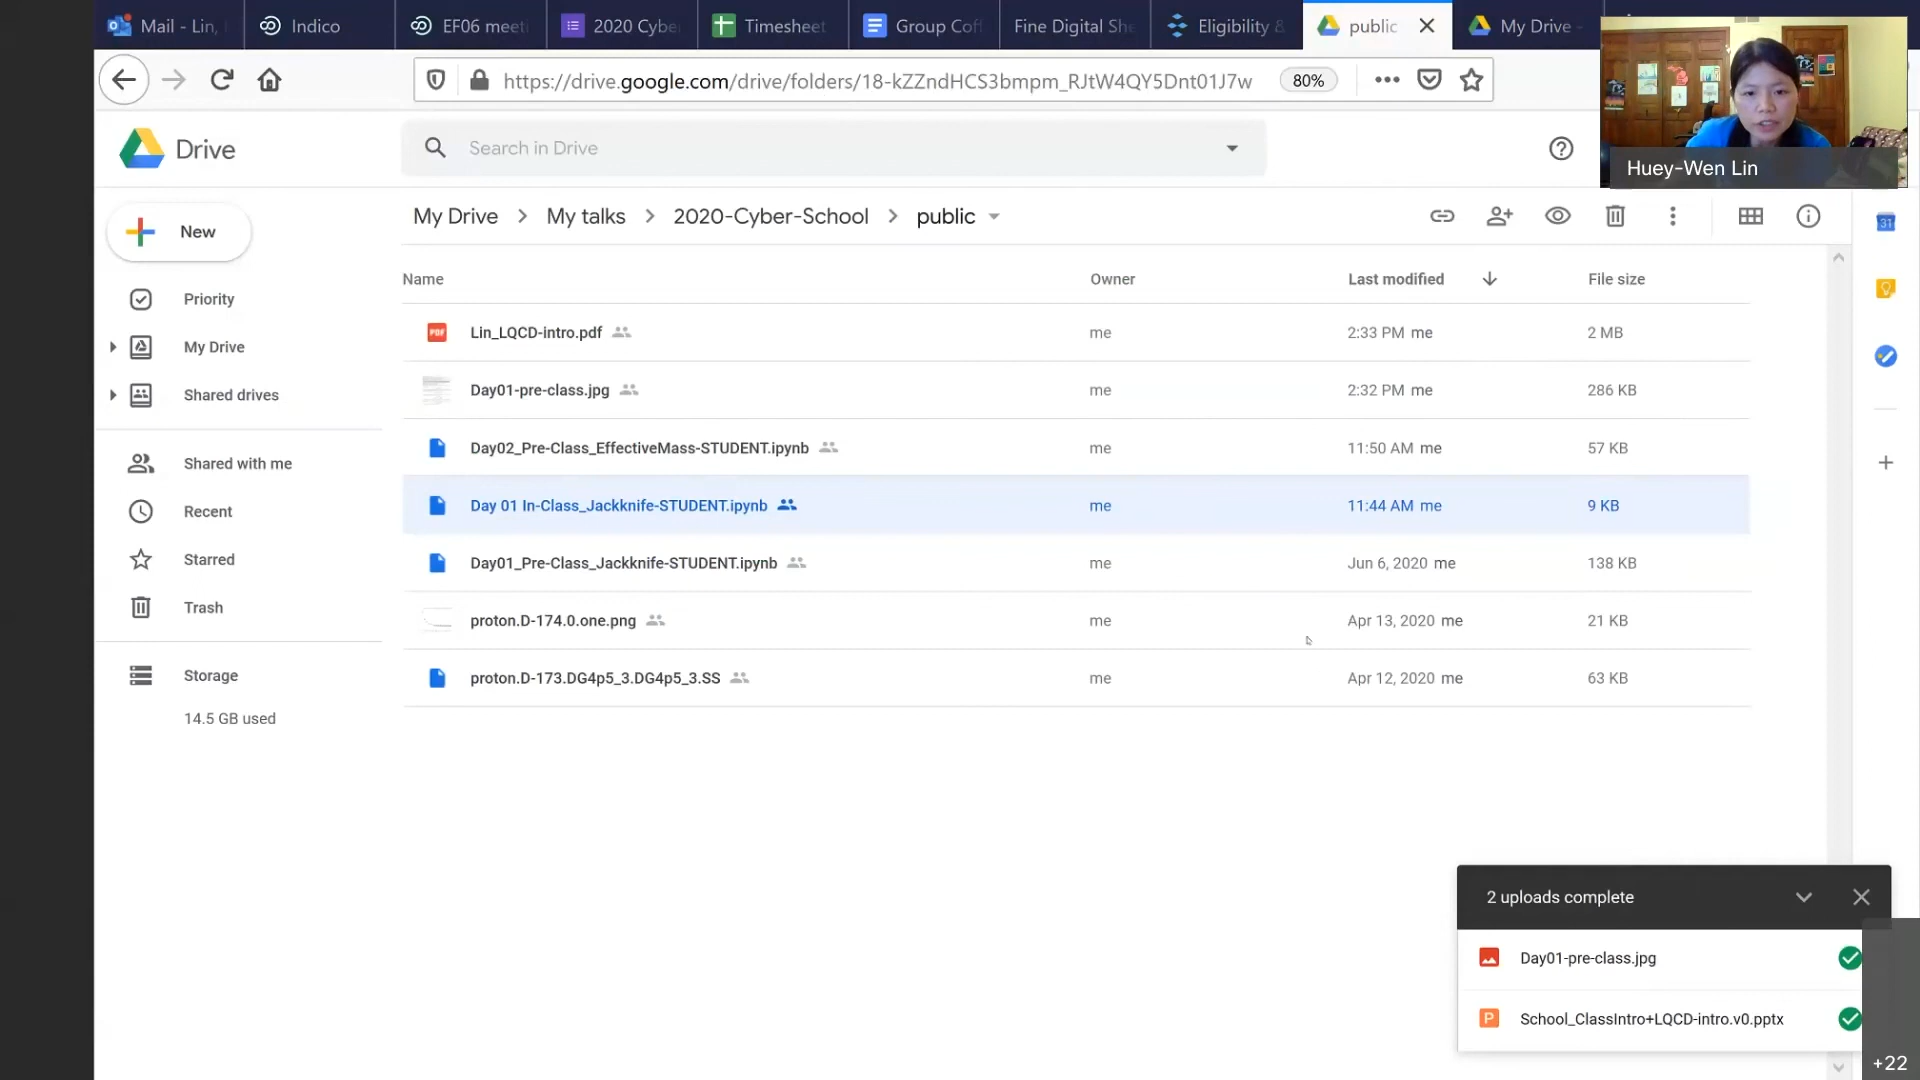 Mail - Lin,
Indico
EF06 meeti
2020 Cyber
Timesheet
Group Coff
Fine Digital She
Eligibility &
public
My Drive -
https://drive.google.com/drive/folders/18-kZZndHCS3bmpm_RJtW4QY5Dnt01J7w
80%
Drive
Search in Drive
Huey-Wen Lin
New
My Drive > My talks > 2020-Cyber-School > public
Priority
My Drive
Shared drives
Shared with me
Recent
Starred
Trash
Storage
14.5 GB used
Name Owner Last modified File size
PDF Lin_LQCD-intro.pdf me 2:33 PM me 2 MB
Day01-pre-class.jpg me 2:32 PM me 286 KB
Day02_Pre-Class_EffectiveMass-STUDENT.ipynb me 11:50 AM me 57 KB
Day 01 In-Class_Jackknife-STUDENT.ipynb me 11:44 AM me 9 KB
Day01_Pre-Class_Jackknife-STUDENT.ipynb me Jun 6, 2020 me 138 KB
proton.D-174.0.one.png me Apr 13, 2020 me 21 KB
proton.D-173.DG4p5_3.DG4p5_3.SS me Apr 12, 2020 me 63 KB
31
2 uploads complete
Day01-pre-class.jpg
P School_ClassIntro+LQCD-intro.v0.pptx
+22